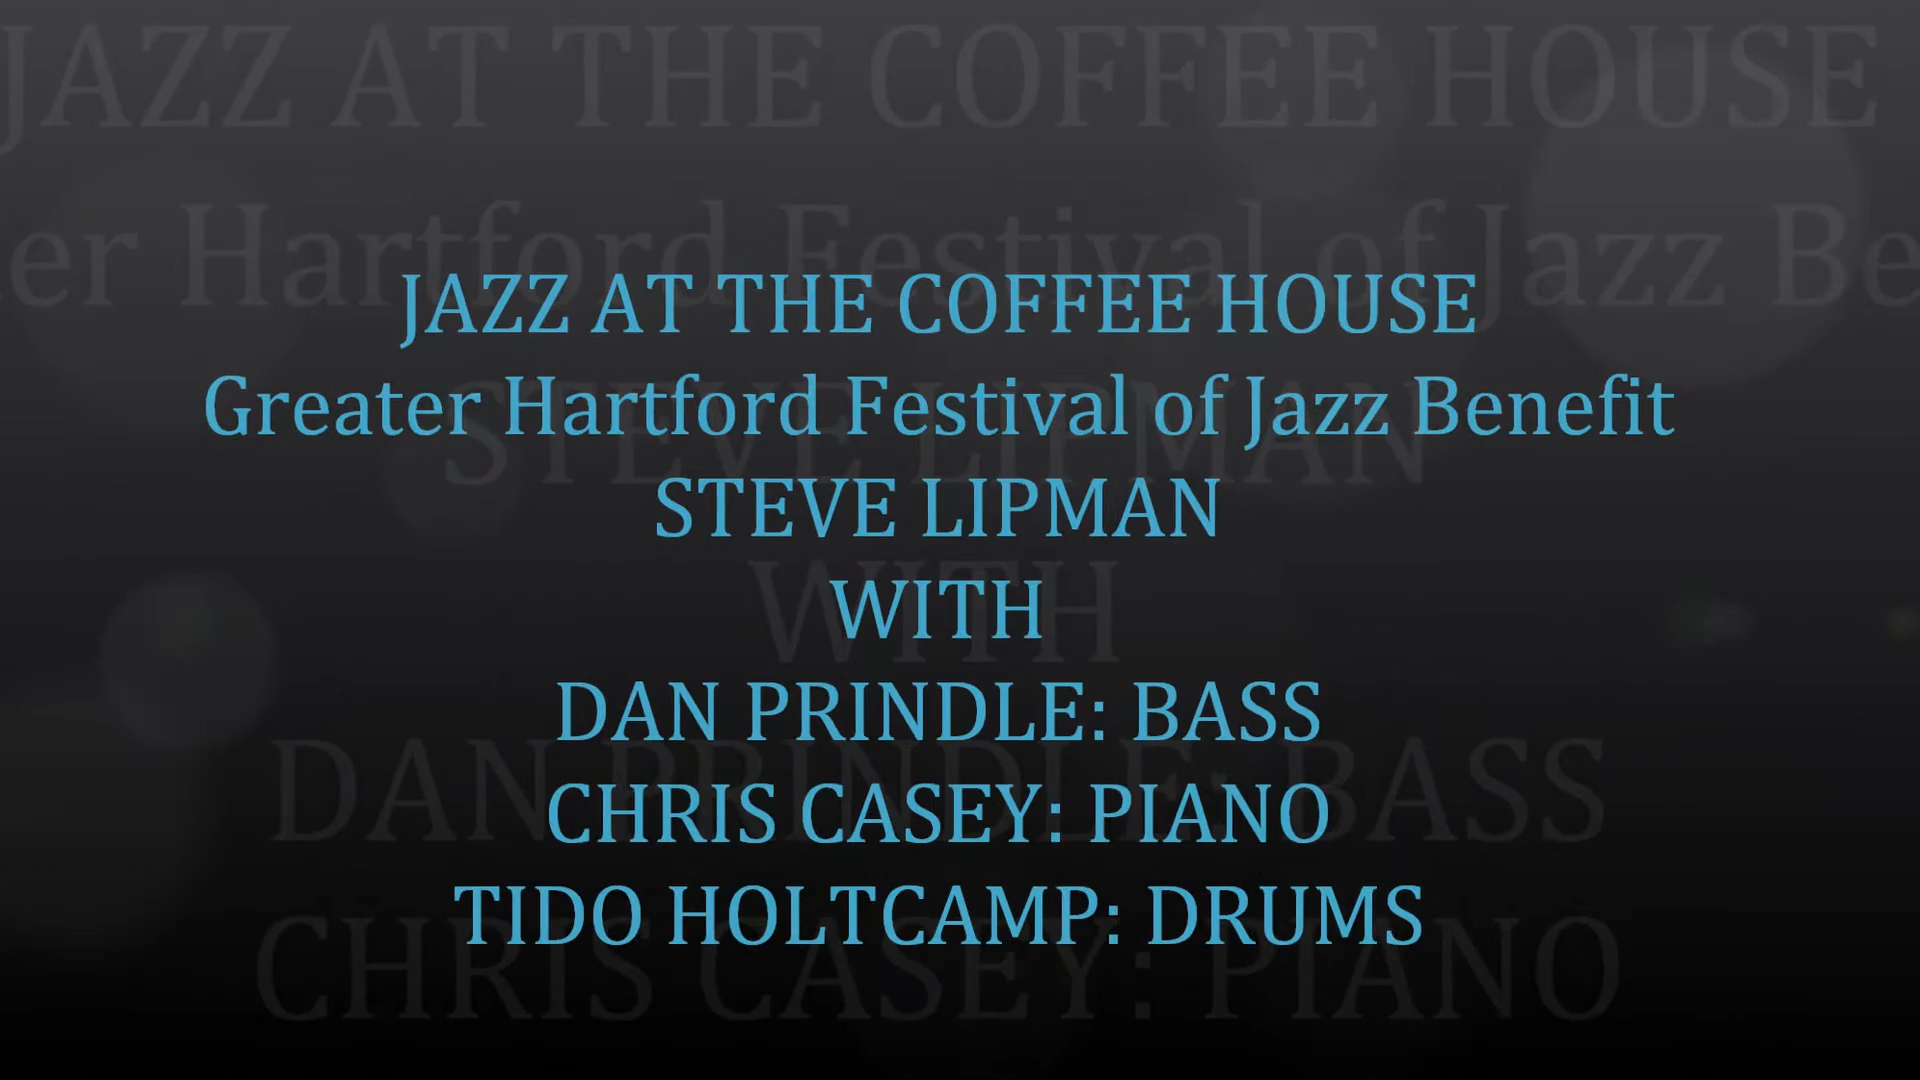 JAZZ AT THE COFFEE HOUSE
Greater Hartford Festival of Jazz Benefit
STEVE LIPMAN
WITH
DAN PRINDLE: BASS
CHRIS CASEY: PIANO
TIDO HOLTCAMP: DRUMS